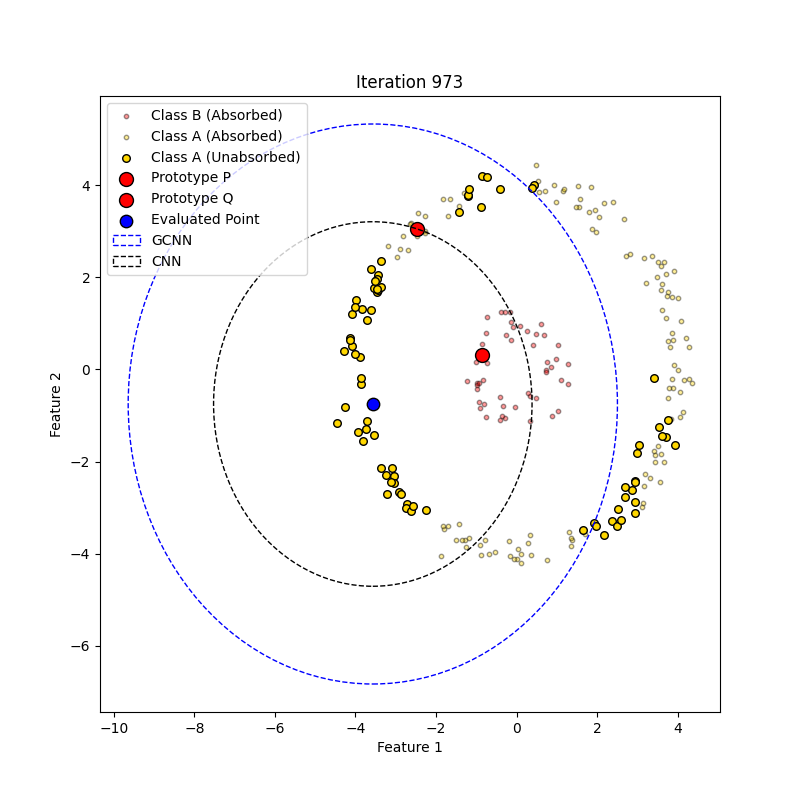 Iteration 973
Class B (Absorbed)
Class A (Absorbed)
Class A (Unabsorbed)
Prototype P
Prototype Q
Evaluated Point
GCNN
CNN
4
2
0
−2
−4
−6
Feature 2
−10
−8
−6
−4
−2
0
2
4
Feature 1